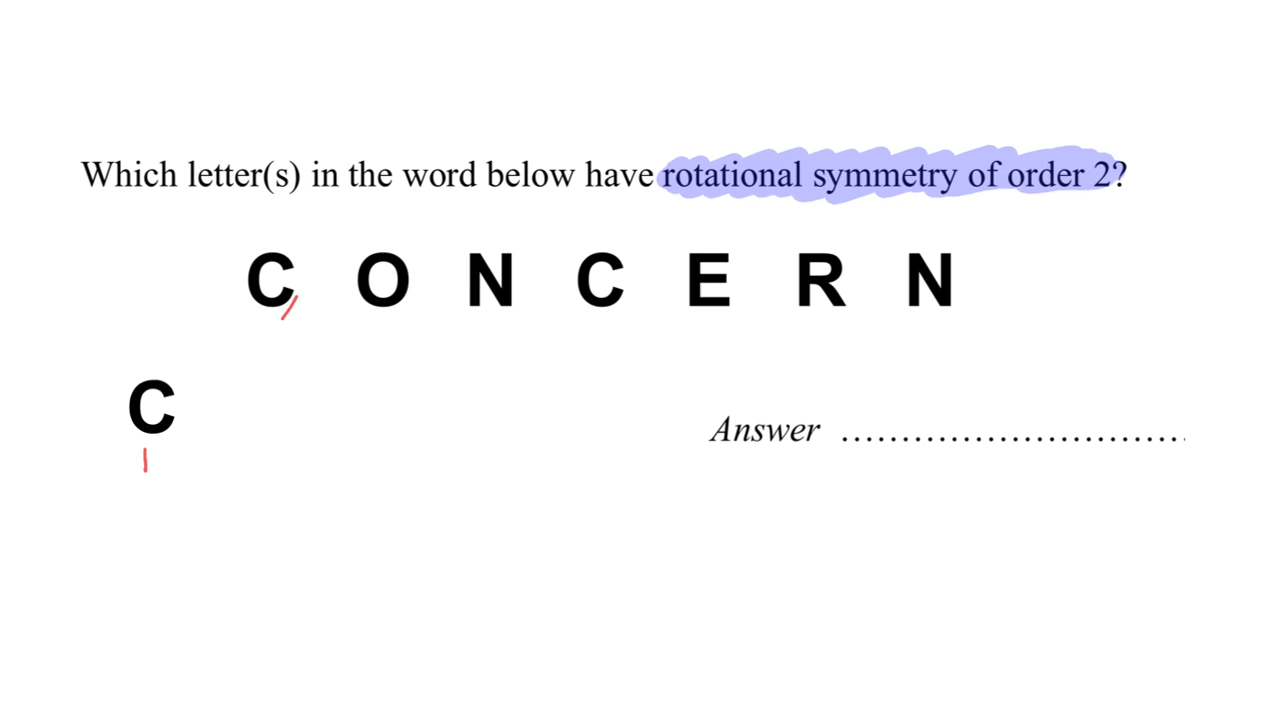 Which letter(s) in the word below have rotational symmetry of order 2?
C O N C E R N
C
Answer ..............................